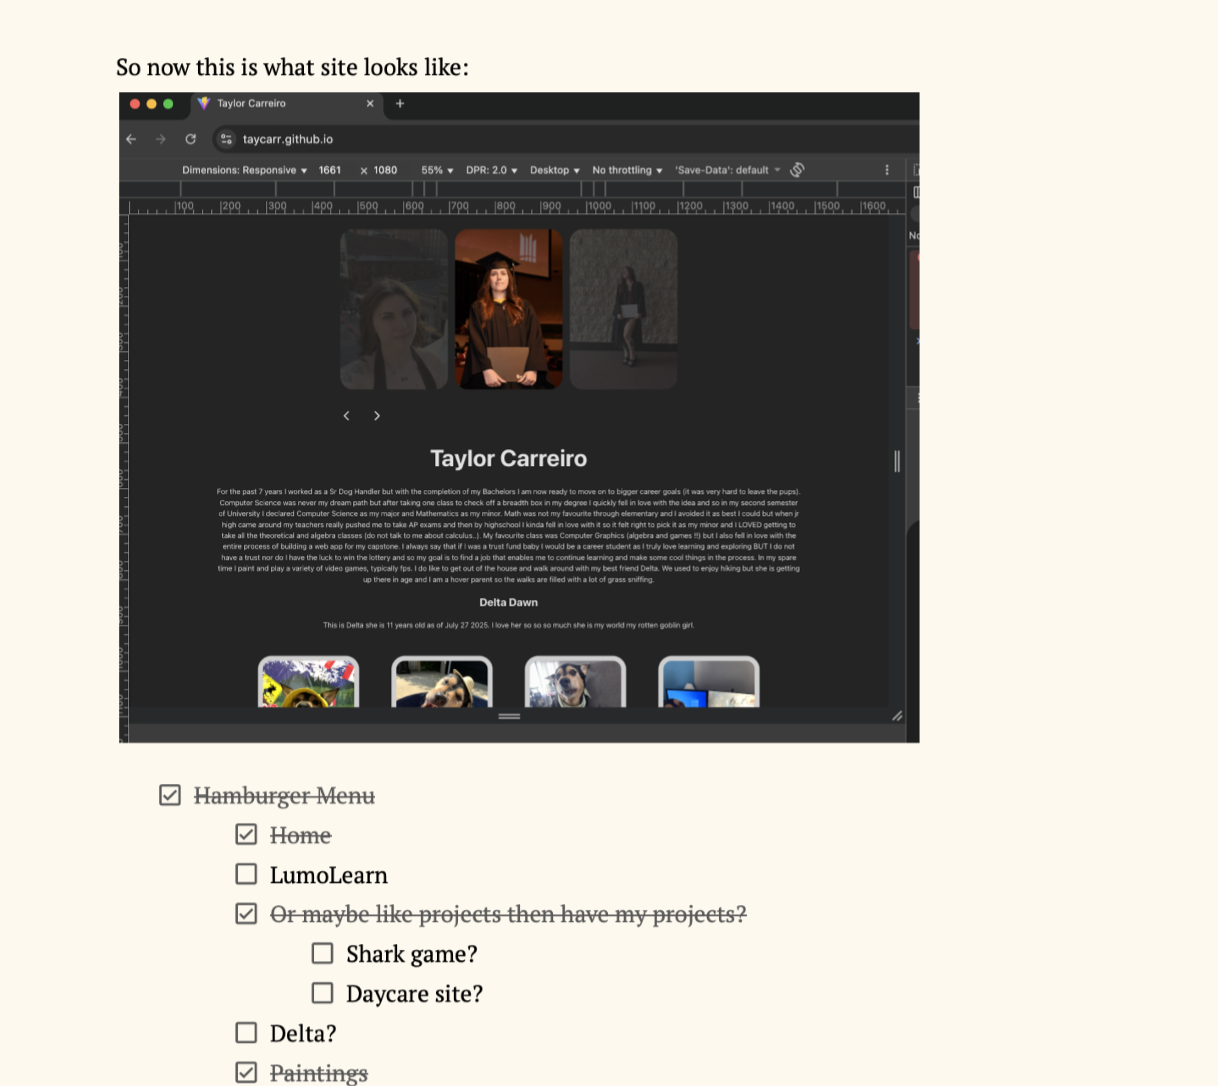 So now this is what site looks like:
Taylor Carreiro
taycarr.github.io
Dimensions: Responsive 1661 x 1080 55% DPR: 2.0 Desktop No throttling 'Save-Data': default
100 200 300 400 500 600 700 800 900 1000 1100 1200 1300 1400 1500 1600
No
Taylor Carreiro
For the past 7 years I worked as a Sr Dog Handler but with the completion of my Bachelors I am now ready to move on to bigger career goals (it was very hard to leave the pups).
Computer Science was never my dream path but after taking one class to check off a breadth box in my degree I quickly fell in love with the idea and so in my second semester
of University I declared Computer Science as my major and Mathematics as my minor. Math was not my favourite through elementary and I avoided it as best I could but when jr
high came around my teachers really pushed me to take AP exams and then by highschool I kinda fell in love with it so it felt right to pick it as my minor and I LOVED getting to
take all the theoretical and algebra classes (do not talk to me about calculus..). My favourite class was Computer Graphics (algebra and games !!) but I also fell in love with the
entire process of building a web app for my capstone. I always say that if I was a trust fund baby I would be a career student as I truly love learning and exploring BUT I do not
have a trust nor do I have the luck to win the lottery and so my goal is to find a job that enables me to continue learning and make some cool things in the process. In my spare
time I paint and play a variety of video games, typically fps. I do like to get out of the house and walk around with my best friend Delta. We used to enjoy hiking but she is getting
up there in age and I am a hover parent so the walks are filled with a lot of grass sniffing.
Delta Dawn
This is Delta she is 11 years old as of July 27 2025. I love her so so so much she is my world my rotten goblin girl.
Hamburger Menu
Home
LumoLearn
Or maybe like projects then have my projects?
Shark game?
Daycare site?
Delta?
Paintings